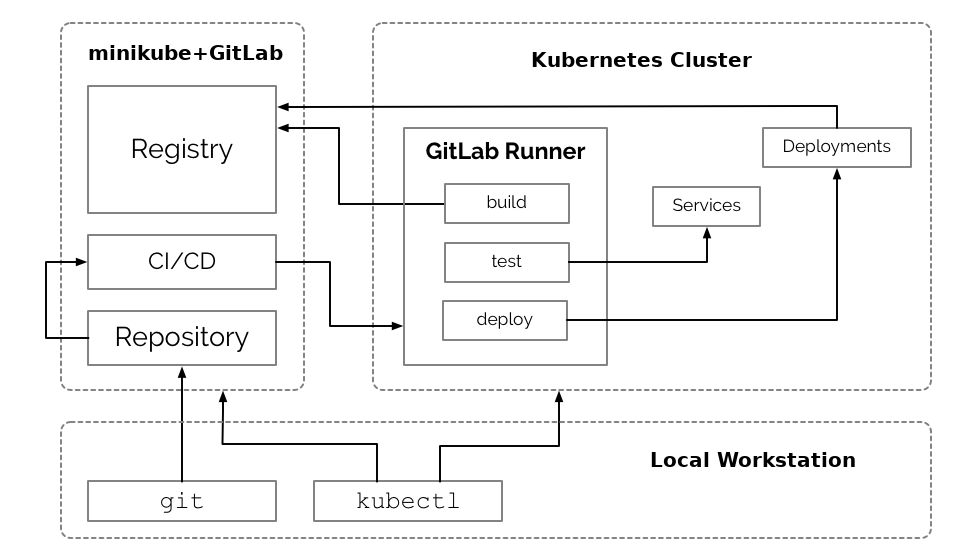 minikube+GitLab
Registry
CI/CD
Repository
Kubernetes Cluster
GitLab Runner
build
test
deploy
Services
Deployments
Local Workstation
git
kubectl